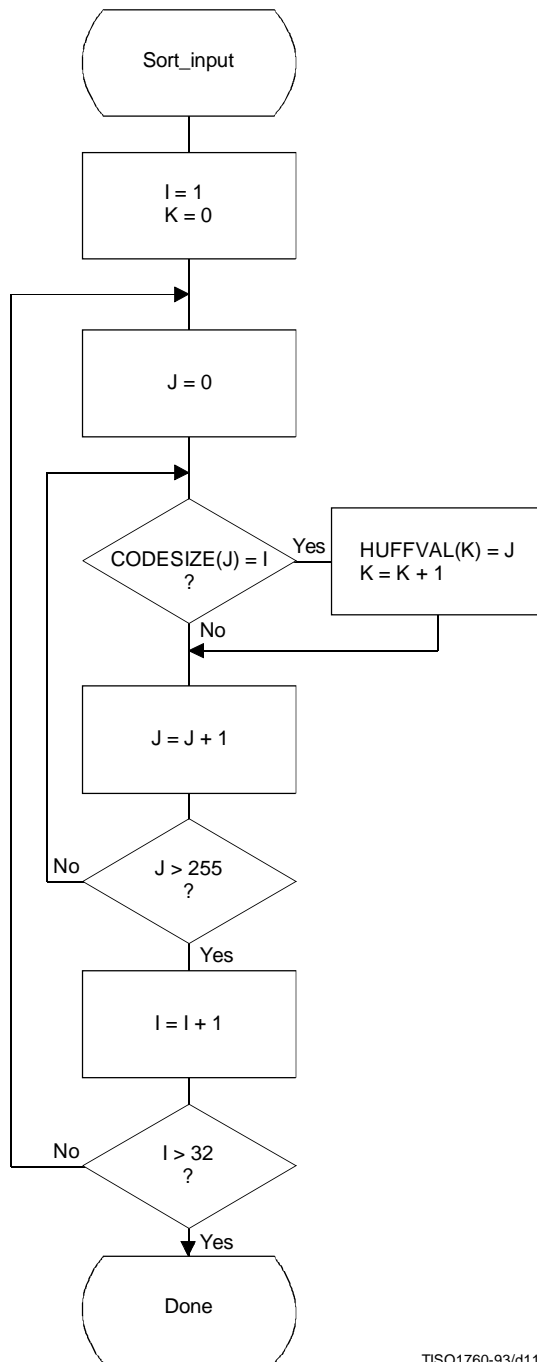 Sort_input
I = 1
K = 0
J = 0
CODESIZE(J) = I
?
Yes
HUFFVAL(K) = J
K = K + 1
No
J = J + 1
No
J > 255
?
Yes
I = I + 1
No
I > 32
?
Yes
Done